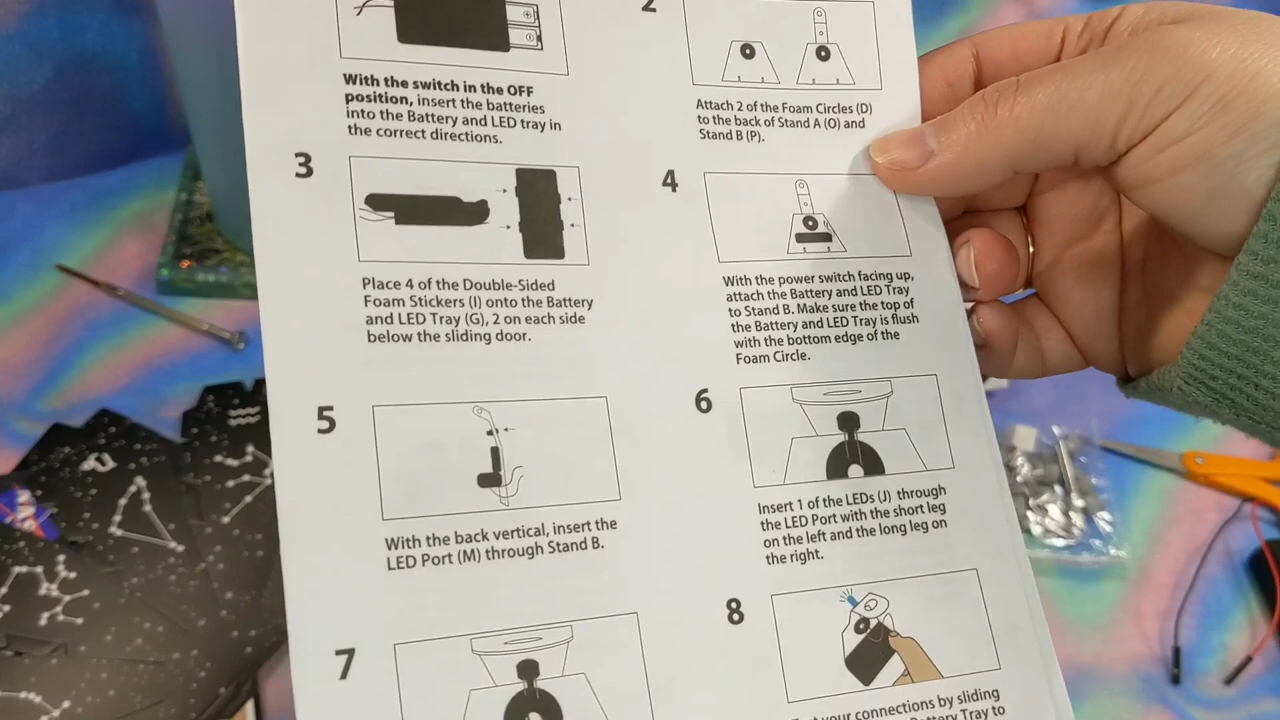 2
With the switch in the OFF
position, insert the batteries
into the Battery and LED tray in
the correct directions.
Attach 2 of the Foam Circles (D)
to the back of Stand A (O) and
Stand B (P).
3
Place 4 of the Double-Sided
Foam Stickers (I) onto the Battery
and LED Tray (G), 2 on each side
below the sliding door.
4
With the power switch facing up,
attach the Battery and LED Tray
to Stand B. Make sure the top of
the Battery and LED Tray is flush
with the bottom edge of the
Foam Circle.
5
With the back vertical, insert the
LED Port (M) through Stand B.
6
Insert 1 of the LEDs (J) through
the LED Port with the short leg
on the left and the long leg on
the right.
7
8
your connections by sliding
Battery Tray to
NASA